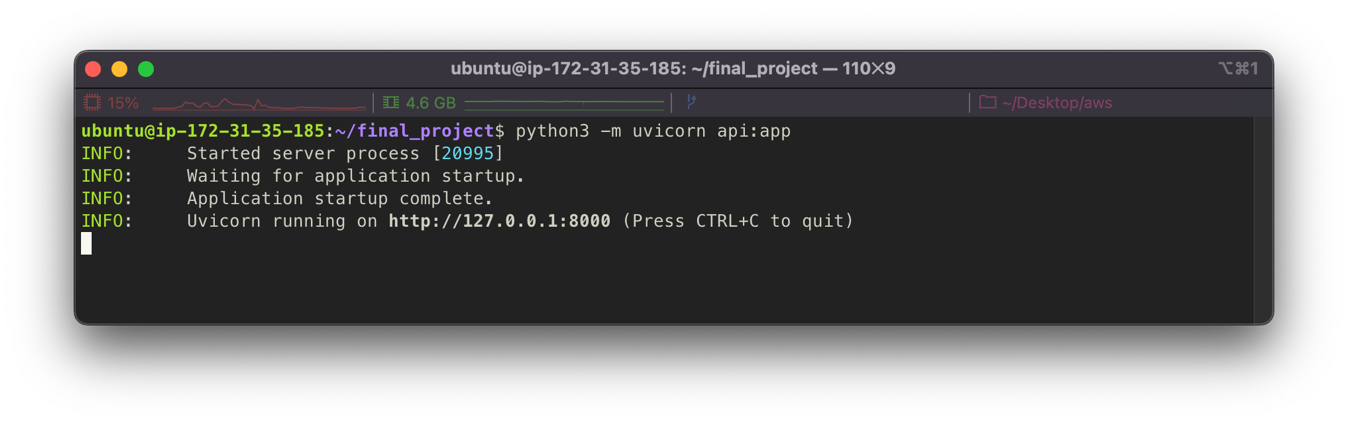 ubuntu@ip-172-31-35-185: ~/final_project — 110×9
⌥⌘1
15%
4.6 GB
~/Desktop/aws
ubuntu@ip-172-31-35-185:~/final_project$ python3 -m uvicorn api:app
INFO:     Started server process [20995]
INFO:     Waiting for application startup.
INFO:     Application startup complete.
INFO:     Uvicorn running on http://127.0.0.1:8000 (Press CTRL+C to quit)